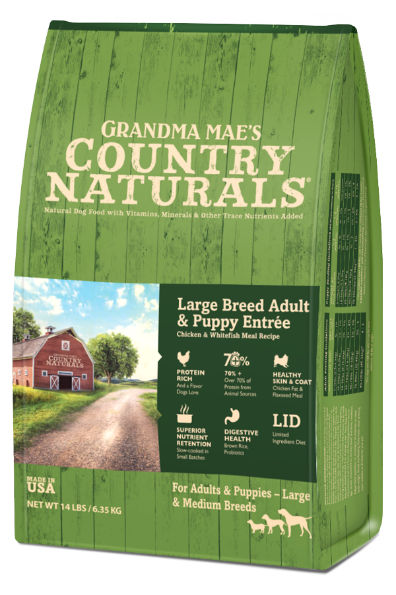 GRANDMA MAE'S
COUNTRY
NATURALS®
Natural Dog Food with Vitamins, Minerals & Other Trace Nutrients Added
Large Breed Adult
& Puppy Entrée
Chicken & Whitefish Meal Recipe
COUNTRY
NATURALS
PROTEIN
RICH
And a Flavor
Dogs Love
70%
70% +
Over 70% of
Protein from
Animal Sources
HEALTHY
SKIN & COAT
Chicken Fat &
Flaxseed Meal
SUPERIOR
NUTRIENT
RETENTION
Slow-cooked in
Small Batches
DIGESTIVE
HEALTH
Brown Rice,
Probiotics
LID
Limited
Ingredient Diet
MADE IN
USA
NET WT 14 LBS / 6.35 KG
For Adults & Puppies – Large
& Medium Breeds